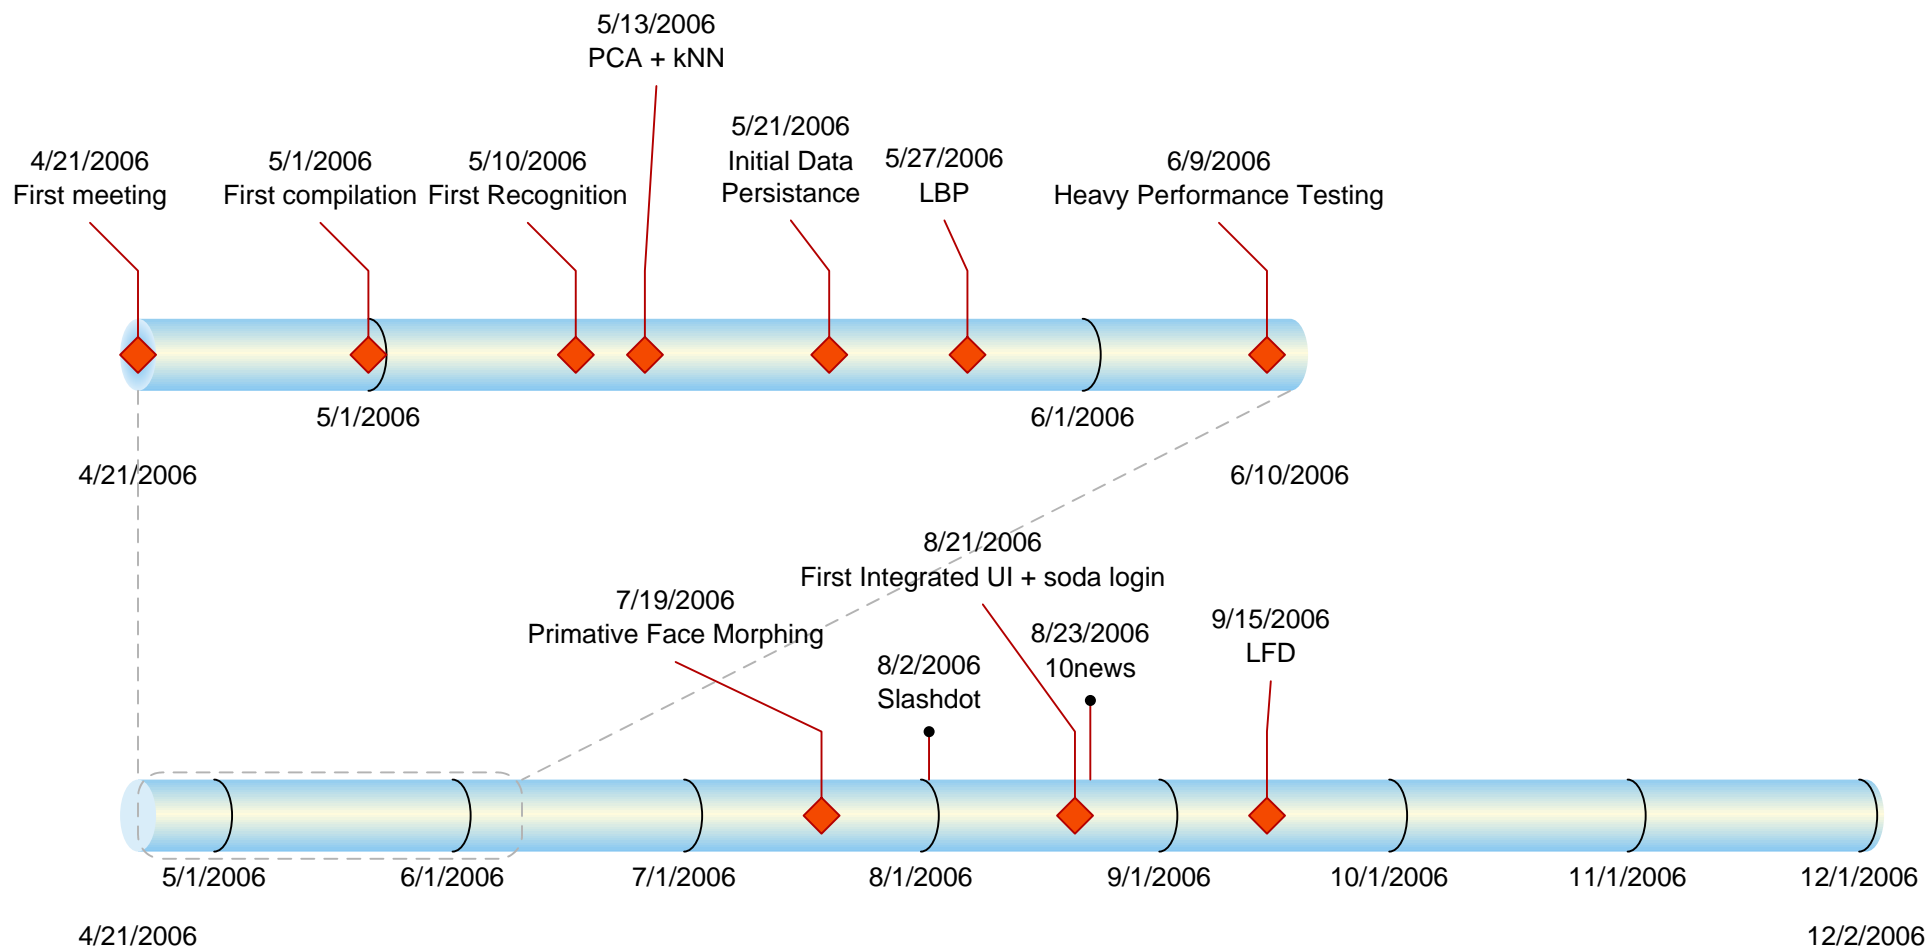 5/13/2006
PCA + kNN
4/21/2006
First meeting
5/1/2006
First compilation
5/10/2006
First Recognition
5/21/2006
Initial Data
Persistance
5/27/2006
LBP
6/9/2006
Heavy Performance Testing
5/1/2006
6/1/2006
4/21/2006
6/10/2006
8/21/2006
First Integrated UI + soda login
7/19/2006
Primative Face Morphing
8/2/2006
Slashdot
8/23/2006
10news
9/15/2006
LFD
5/1/2006
6/1/2006
7/1/2006
8/1/2006
9/1/2006
10/1/2006
11/1/2006
12/1/2006
4/21/2006
12/2/2006